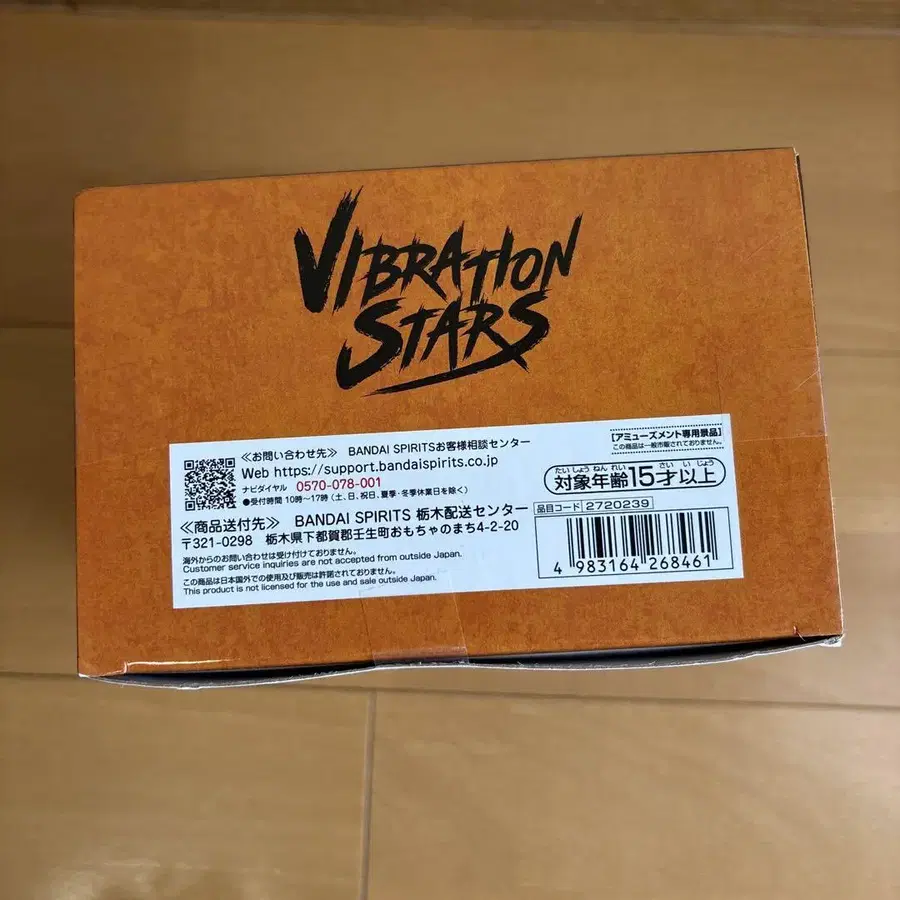 VIBRATION
STARS
≪お問い合わせ先≫ BANDAI SPIRITSお客様相談センター
Web https://support.bandaispirits.co.jp
ナビダイヤル 0570-078-001
●受付時間 10時~17時 (土、日、祝日、夏季・冬季休業日を除く)
≪商品送付先≫ BANDAI SPIRITS 栃木配送センター
〒321-0298 栃木県下都賀郡壬生町おもちゃのまち4-2-20
海外からのお問い合わせは受け付けておりません。
Customer service inquiries are not accepted from outside Japan.
この商品は日本国外での使用及び販売は許諾されておりません。
This product is not licensed for the use and sale outside Japan.
[アミューズメント専用景品]
この商品は一般市販されておりません。
たいしょうねんれい さいいじょう
対象年齢15才以上
品目コード 2720239
4 983164 268461